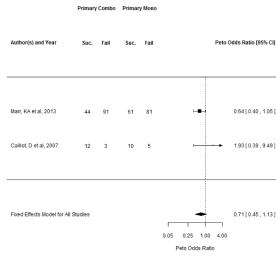 Primary Combo Primary Mono
Author(s) and Year Suc. Fail Suc. Fail Peto Odds Ratio [95% CI]
Marr, KA et al, 2013 44 91 61 81 0.64 [ 0.40 , 1.05 ]
Caillot, D et al, 2007 12 3 10 5 1.93 [ 0.39 , 9.49 ]
Fixed Effects Model for All Studies 0.71 [ 0.45 , 1.13 ]
0.05 0.25 1.00 4.00
Peto Odds Ratio